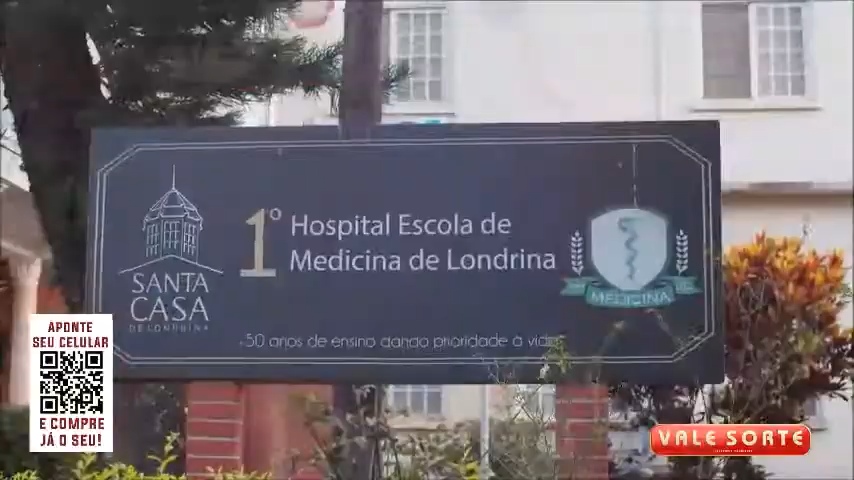 1º Hospital Escola de
Medicina de Londrina
SANTA
CASA
DE LONDRINA
MEDICINA
+50 anos de ensino dando prioridade à vida
APONTE
SEU CELULAR
E COMPRE
JÁ O SEU!
VALE SORTE